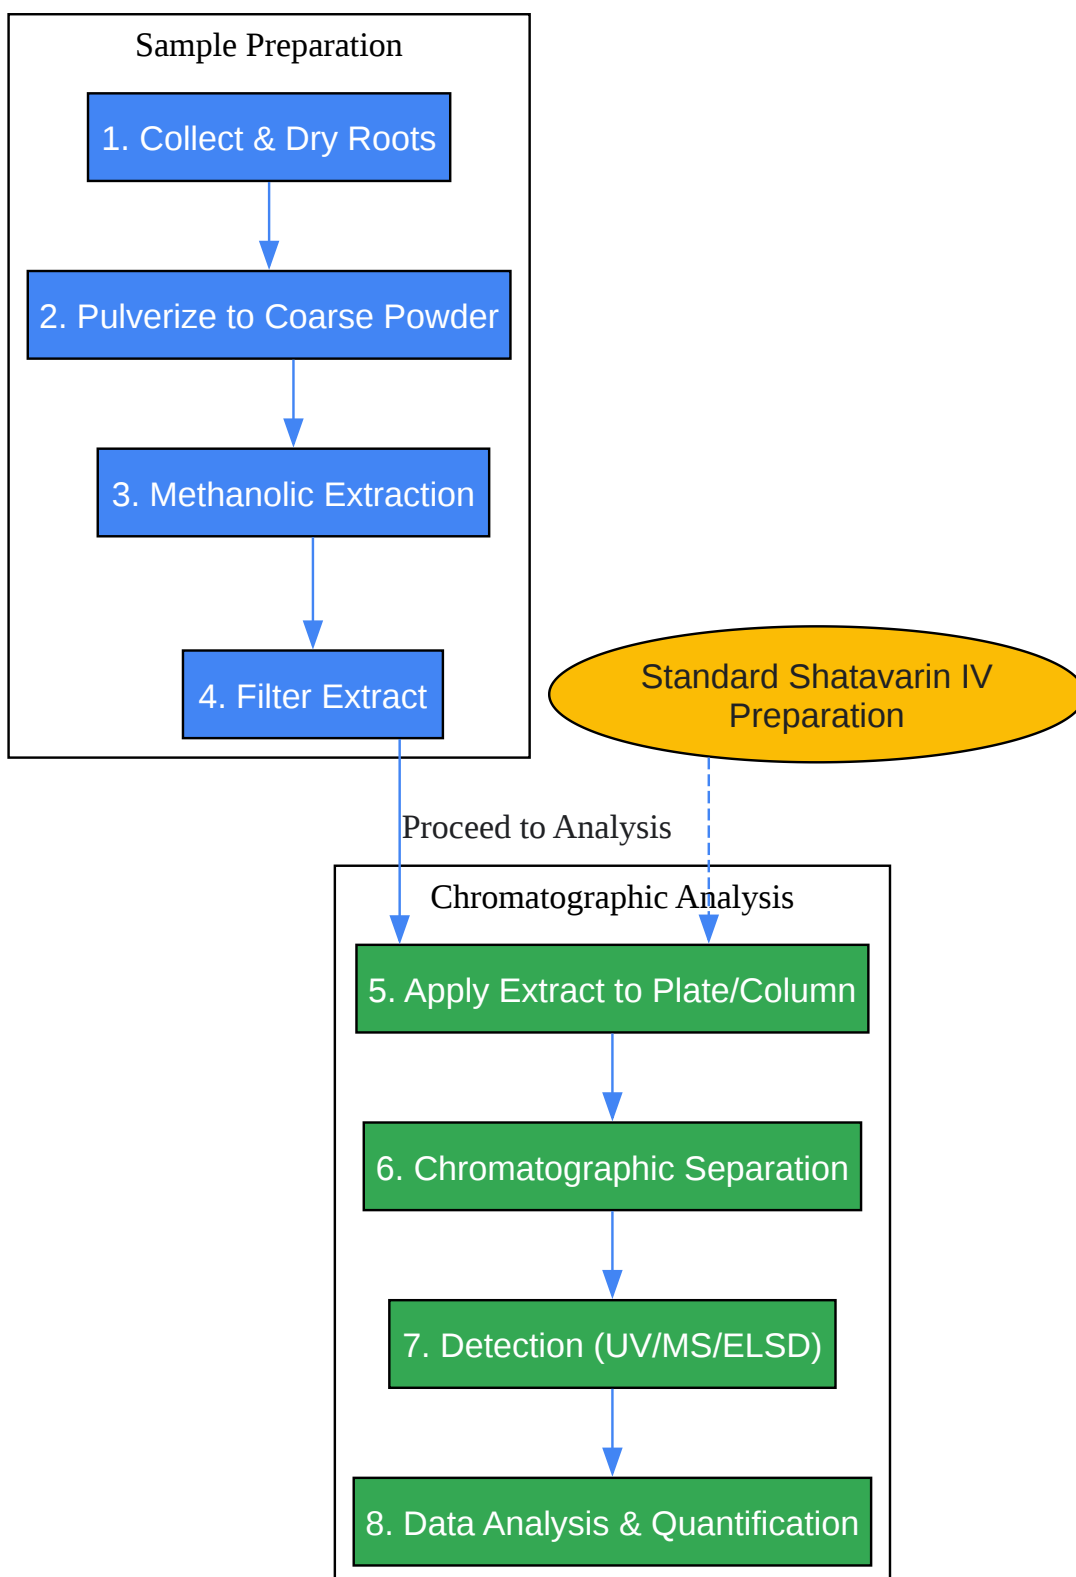 Sample Preparation
1. Collect & Dry Roots
2. Pulverize to Coarse Powder
3. Methanolic Extraction
4. Filter Extract
Standard Shatavarin IV
Preparation
Proceed to Analysis
Chromatographic Analysis
5. Apply Extract to Plate/Column
6. Chromatographic Separation
7. Detection (UV/MS/ELSD)
8. Data Analysis & Quantification